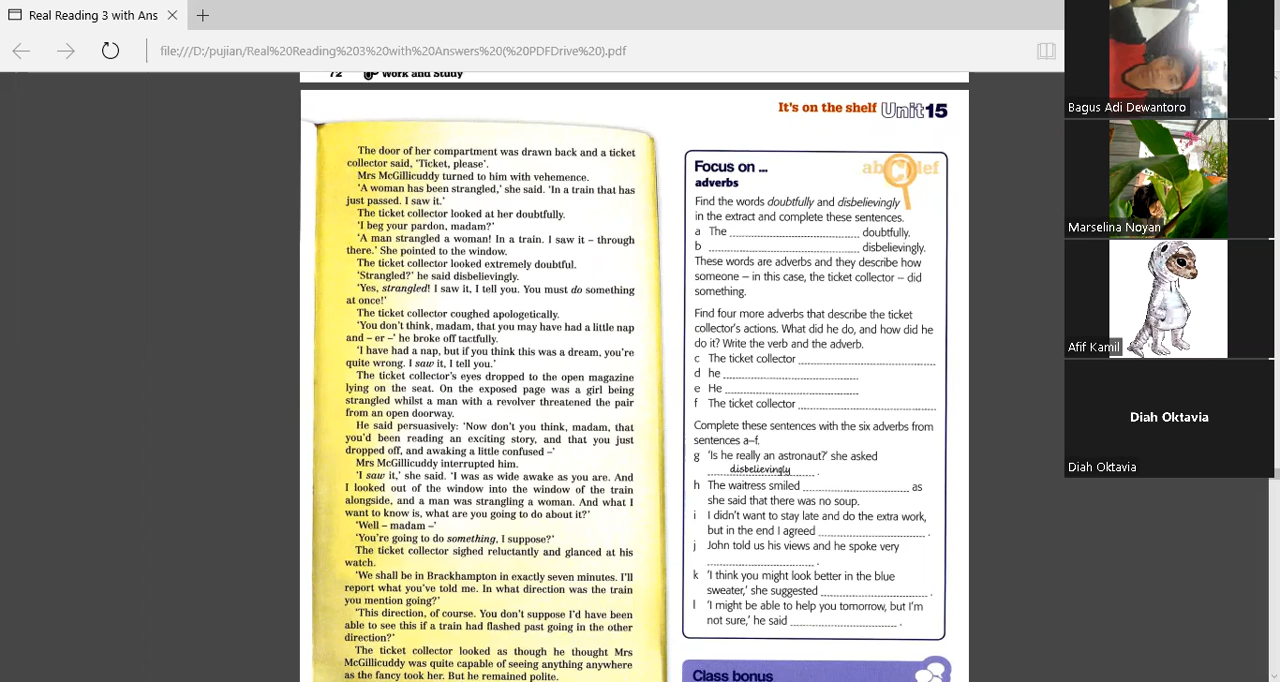 Real Reading 3 with Ans
file:///D:/pujian/Real%20Reading%203%20with%20Answers%20(%20PDFDrive%20).pdf
72 Work and Study
It's on the shelf Unit 15
The door of her compartment was drawn back and a ticket
collector said, 'Ticket, please'.
Mrs McGillicuddy turned to him with vehemence.
'A woman has been strangled,' she said. 'In a train that has
just passed. I saw it.'
The ticket collector looked at her doubtfully.
'I beg your pardon, madam?'
'A man strangled a woman! In a train. I saw it – through
there.' She pointed to the window.
The ticket collector looked extremely doubtful.
'Strangled?' he said disbelievingly.
'Yes, strangled! I saw it, I tell you. You must do something
at once!'
The ticket collector coughed apologetically.
'You don't think, madam, that you may have had a little nap
and – er –' he broke off tactfully.
'I have had a nap, but if you think this was a dream, you're
quite wrong. I saw it, I tell you.'
The ticket collector's eyes dropped to the open magazine
lying on the seat. On the exposed page was a girl being
strangled whilst a man with a revolver threatened the pair
from an open doorway.
He said persuasively: 'Now don't you think, madam, that
you'd been reading an exciting story, and that you just
dropped off, and awaking a little confused –'
Mrs McGillicuddy interrupted him.
'I saw it,' she said. 'I was as wide awake as you are. And
I looked out of the window into the window of the train
alongside, and a man was strangling a woman. And what I
want to know is, what are you going to do about it?'
'Well – madam –'
'You're going to do something, I suppose?'
The ticket collector sighed reluctantly and glanced at his
watch.
'We shall be in Brackhampton in exactly seven minutes. I'll
report what you've told me. In what direction was the train
you mention going?'
'This direction, of course. You don't suppose I'd have been
able to see this if a train had flashed past going in the other
direction?'
The ticket collector looked as though he thought Mrs
McGillicuddy was quite capable of seeing anything anywhere
as the fancy took her. But he remained polite.
abcdef
Focus on ...
adverbs
Find the words doubtfully and disbelievingly
in the extract and complete these sentences.
a The ............ doubtfully.
b ............ disbelievingly.
These words are adverbs and they describe how
someone – in this case, the ticket collector – did
something.
Find four more adverbs that describe the ticket
collector's actions. What did he do, and how did he
do it? Write the verb and the adverb.
c The ticket collector ............
d he ............
e He ............
f The ticket collector ............
Complete these sentences with the six adverbs from
sentences a–f.
g 'Is he really an astronaut?' she asked
disbelievingly .
h The waitress smiled ............ as
she said that there was no soup.
i I didn't want to stay late and do the extra work,
but in the end I agreed ............ .
j John told us his views and he spoke very
............ .
k 'I think you might look better in the blue
sweater,' she suggested ............ .
l 'I might be able to help you tomorrow, but I'm
not sure,' he said ............ .
Class bonus
Bagus Adi Dewantoro
Marselina Noyan
Afif Kamil
Diah Oktavia
Diah Oktavia